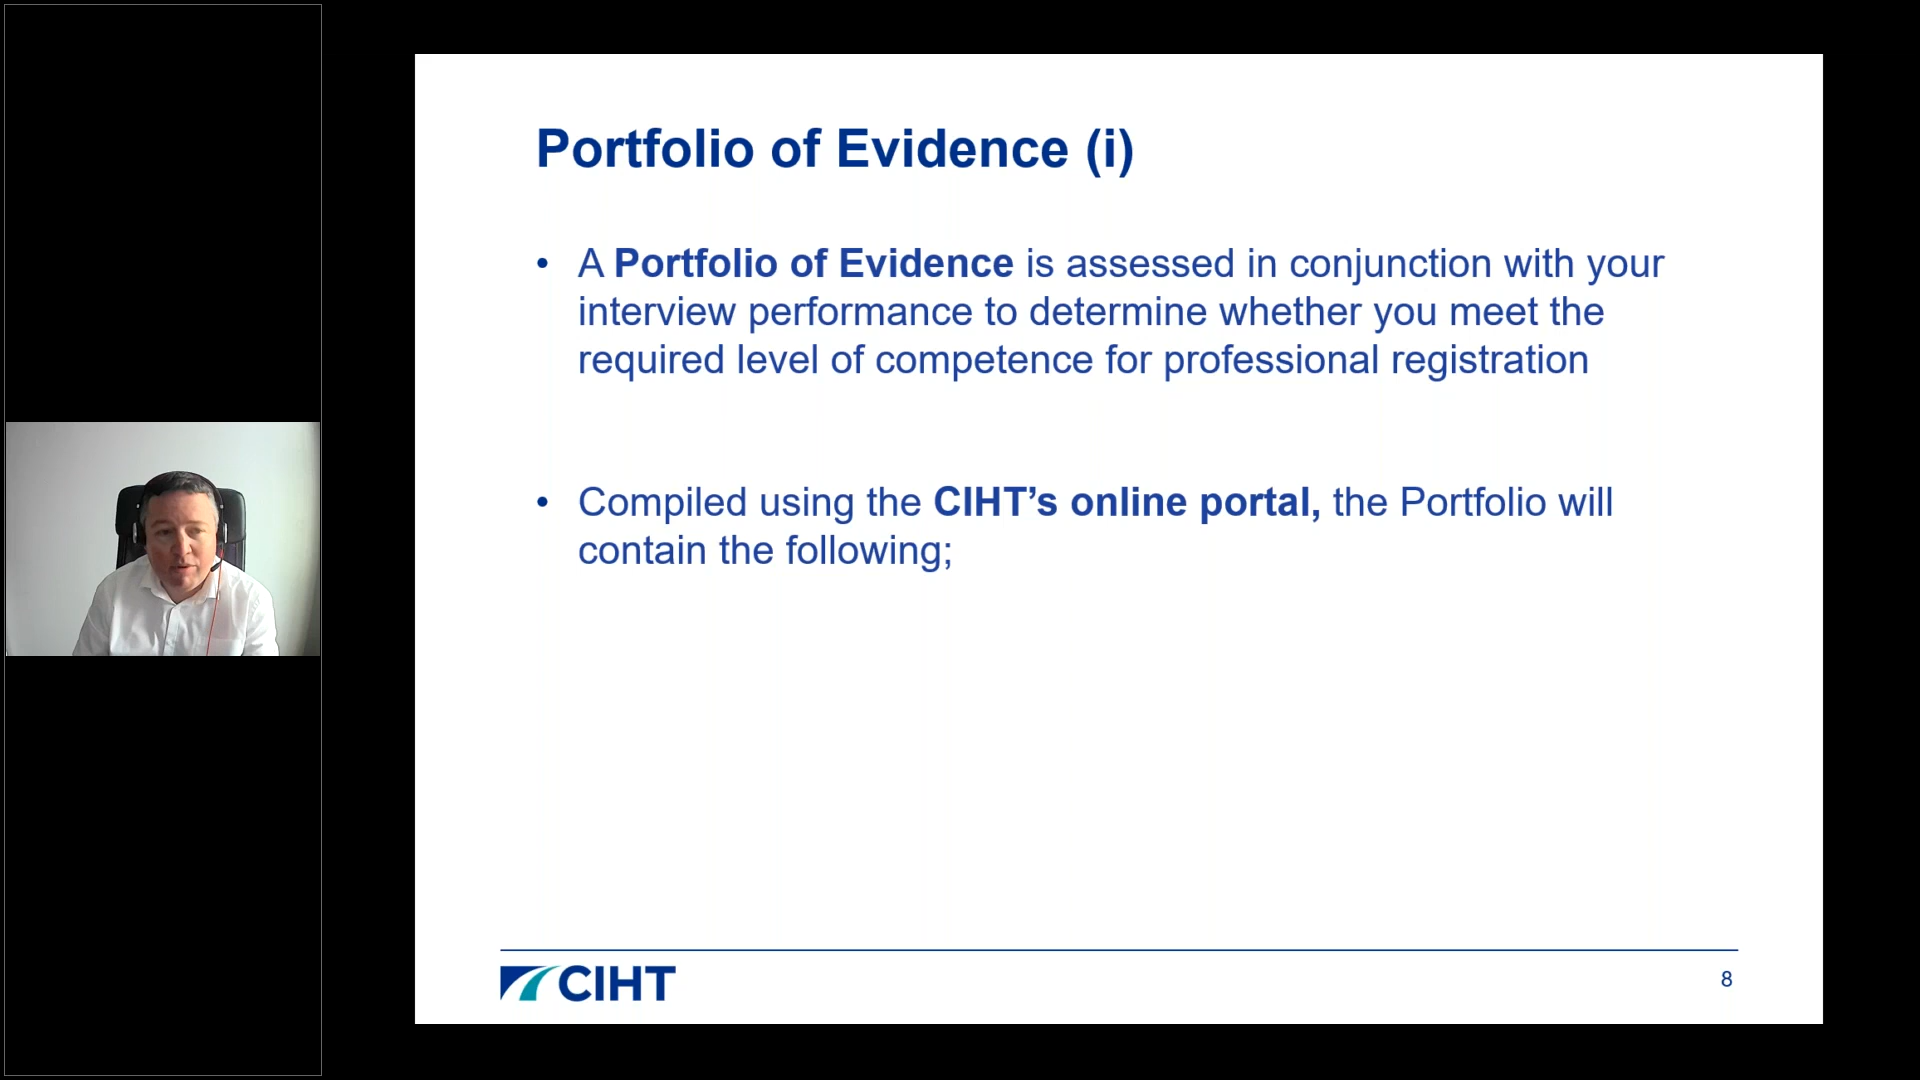 Portfolio of Evidence (i)
• A Portfolio of Evidence is assessed in conjunction with your
interview performance to determine whether you meet the
required level of competence for professional registration
• Compiled using the CIHT’s online portal, the Portfolio will
contain the following;
CIHT
8